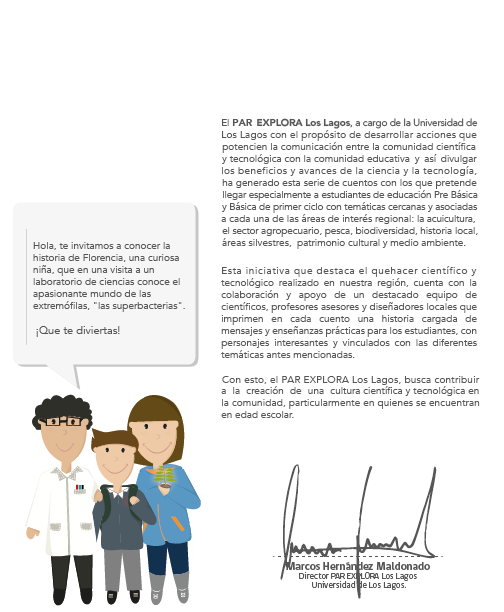 El PAR EXPLORA Los Lagos, a cargo de la Universidad de
Los Lagos con el propósito de desarrollar acciones que
potencien la comunicación entre la comunidad científica
y tecnológica con la comunidad educativa y así divulgar
los beneficios y avances de la ciencia y la tecnología,
ha generado esta serie de cuentos con los que pretende
llegar especialmente a estudiantes de educación Pre Básica
y Básica de primer ciclo con temáticas cercanas y asociadas
a cada una de las áreas de interés regional: la acuicultura,
el sector agropecuario, pesca, biodiversidad, historia local,
áreas silvestres, patrimonio cultural y medio ambiente.
Esta iniciativa que destaca el quehacer científico y
tecnológico realizado en nuestra región, cuenta con la
colaboración y apoyo de un destacado equipo de
científicos, profesores asesores y diseñadores locales que
imprimen en cada cuento una historia cargada de
mensajes y enseñanzas prácticas para los estudiantes, con
personajes interesantes y vinculados con las diferentes
temáticas antes mencionadas.
Con esto, el PAR EXPLORA Los Lagos, busca contribuir
a la creación de una cultura científica y tecnológica en
la comunidad, particularmente en quienes se encuentran
en edad escolar.
Hola, te invitamos a conocer la
historia de Florencia, una curiosa
niña, que en una visita a un
laboratorio de ciencias conoce el
apasionante mundo de las
extremófilas, "las superbacterias".
¡Que te diviertas!
Marcos Hernández Maldonado
Director PAR EXPLORA Los Lagos
Universidad de Los Lagos.